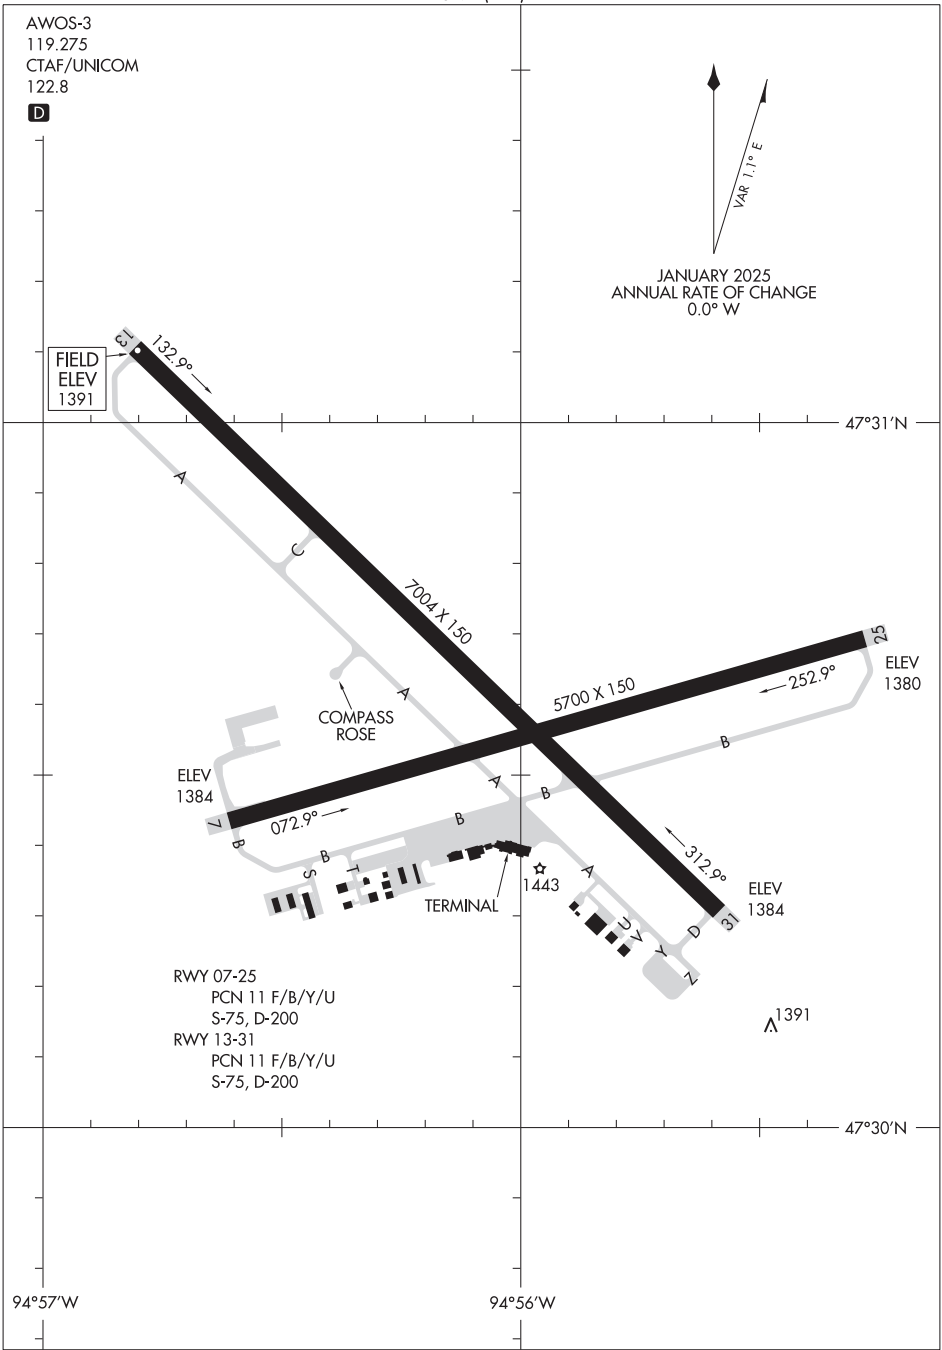 AWOS-3
119.275
CTAF/UNICOM
122.8
D
VAR 1.1° E
JANUARY 2025
ANNUAL RATE OF CHANGE
0.0° W
13
132.9°
FIELD
ELEV
1391
47°31'N
A
C
7004 X 150
25
ELEV
1380
252.9°
5700 X 150
A
COMPASS
ROSE
B
ELEV
1384
A
B
7
072.9°
B
B
B
S
T
TERMINAL
1443
A
312.9°
ELEV
1384
31
U
V
Y
D
Z
RWY 07-25
PCN 11 F/B/Y/U
S-75, D-200
RWY 13-31
PCN 11 F/B/Y/U
S-75, D-200
1391
47°30'N
94°57'W
94°56'W